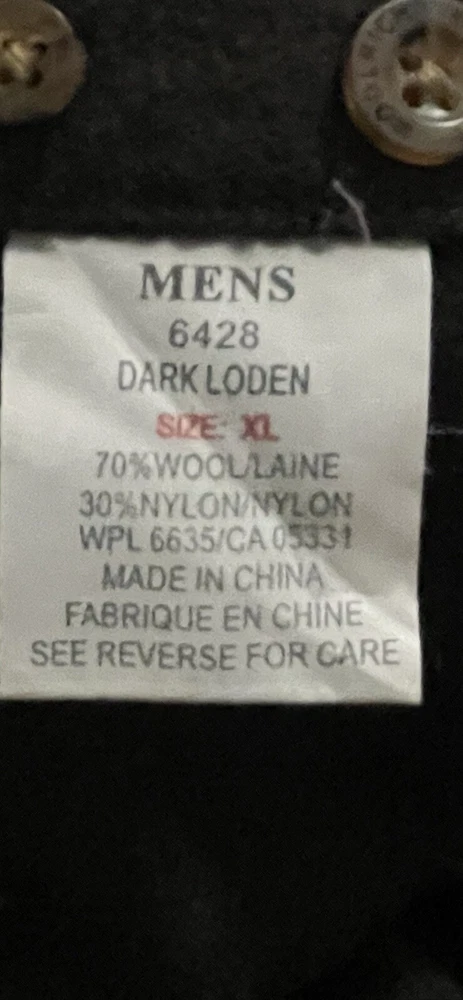 MENS
6428
DARK LODEN
SIZE: XL
70%WOOL/LAINE
30%NYLON/NYLON
WPL 6635/CA 05331
MADE IN CHINA
FABRIQUE EN CHINE
SEE REVERSE FOR CARE